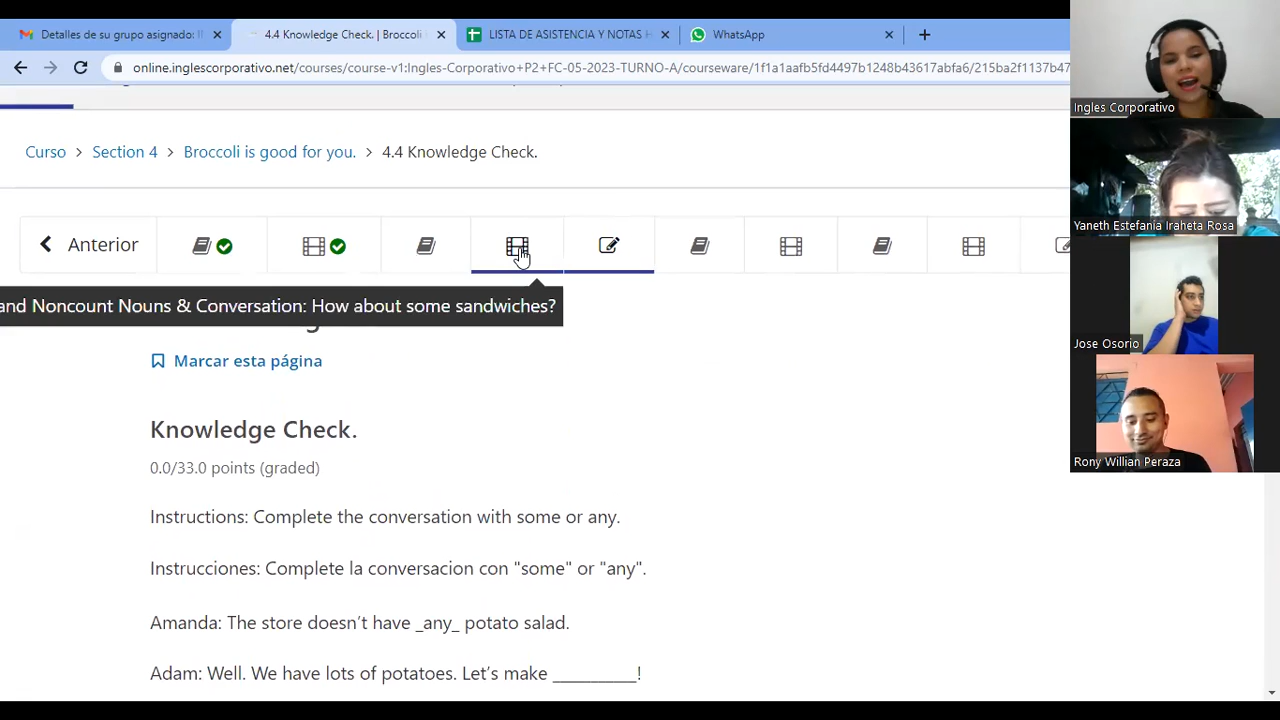 Detalles de su grupo asignado: I
4.4 Knowledge Check. | Broccoli
LISTA DE ASISTENCIA Y NOTAS H
WhatsApp
online.inglescorporativo.net/courses/course-v1:Ingles-Corporativo+P2+FC-05-2023-TURNO-A/courseware/1f1a1aafb5fd4497b1248b43617abfa6/215ba2f1137b47
Curso > Section 4 > Broccoli is good for you. > 4.4 Knowledge Check.
Anterior
and Noncount Nouns & Conversation: How about some sandwiches?
Marcar esta página
Knowledge Check.
0.0/33.0 points (graded)
Instructions: Complete the conversation with some or any.
Instrucciones: Complete la conversacion con "some" or "any".
Amanda: The store doesn't have _any_ potato salad.
Adam: Well. We have lots of potatoes. Let's make __________!
Ingles Corporativo
Yaneth Estefania Iraheta Rosa
Jose Osorio
Rony Willian Peraza